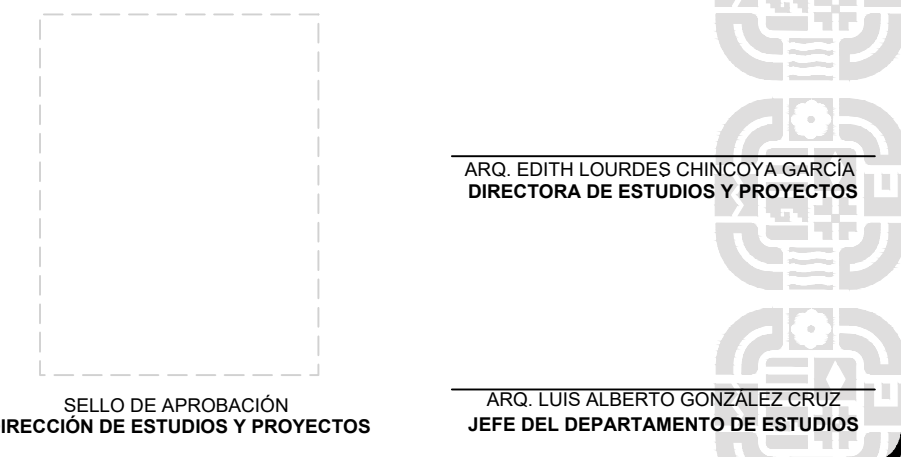 ARQ. EDITH LOURDES CHINCOYA GARCÍA
DIRECTORA DE ESTUDIOS Y PROYECTOS
SELLO DE APROBACIÓN
IRECCIÓN DE ESTUDIOS Y PROYECTOS
ARQ. LUIS ALBERTO GONZÁLEZ CRUZ
JEFE DEL DEPARTAMENTO DE ESTUDIOS